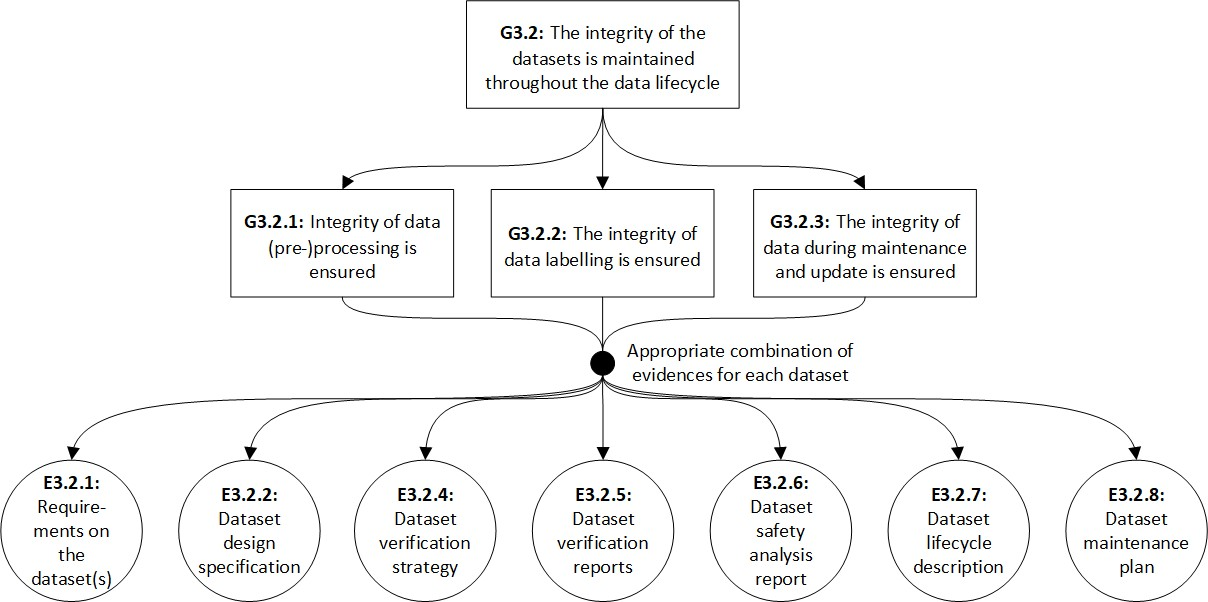 G3.2: The integrity of the
datasets is maintained
throughout the data lifecycle
G3.2.1: Integrity of data
(pre-)processing is
ensured
G3.2.2: The integrity of
data labelling is ensured
G3.2.3: The integrity of
data during maintenance
and update is ensured
Appropriate combination of
evidences for each dataset
E3.2.1:
Require-
ments on
the
dataset(s)
E3.2.2:
Dataset
design
specification
E3.2.4:
Dataset
verification
strategy
E3.2.5:
Dataset
verification
reports
E3.2.6:
Dataset
safety
analysis
report
E3.2.7:
Dataset
lifecycle
description
E3.2.8:
Dataset
maintenance
plan